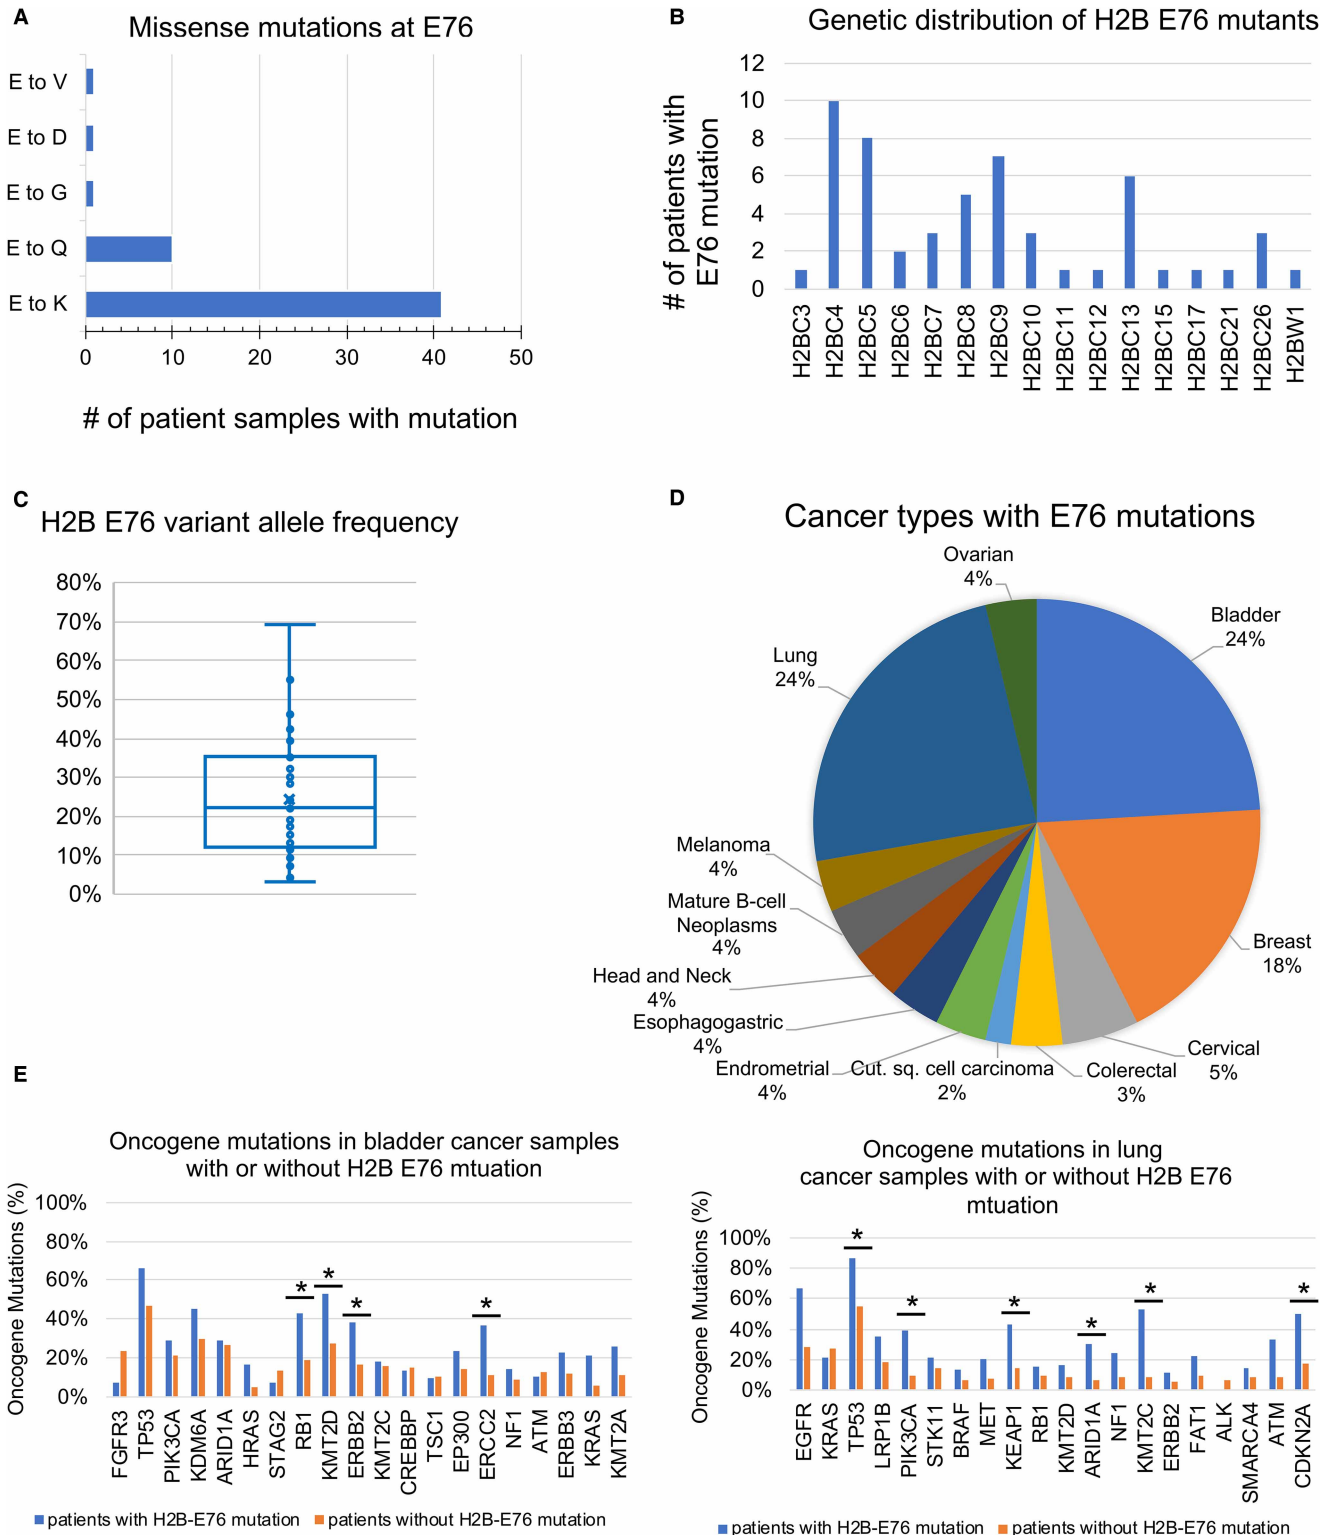 A
Missense mutations at E76
E to V
E to D
E to G
E to Q
E to K
0 10 20 30 40 50
# of patient samples with mutation
B
Genetic distribution of H2B E76 mutants
# of patients with
E76 mutation
12
10
8
6
4
2
0
H2BC3
H2BC4
H2BC5
H2BC6
H2BC7
H2BC8
H2BC9
H2BC10
H2BC11
H2BC12
H2BC13
H2BC15
H2BC17
H2BC21
H2BC26
H2BW1
C
H2B E76 variant allele frequency
80%
70%
60%
50%
40%
30%
20%
10%
0%
D
Cancer types with E76 mutations
Ovarian
4%
Bladder
24%
Lung
24%
Melanoma
4%
Mature B-cell
Neoplasms
4%
Breast
18%
Head and Neck
4%
Esophagogastric
4%
Endrometrial
4%
Cut. sq. cell carcinoma
2%
Colerectal
3%
Cervical
5%
E
Oncogene mutations in bladder cancer samples
with or without H2B E76 mtuation
Oncogene Mutations (%)
100%
80%
60%
40%
20%
0%
* * * *
FGFR3
TP53
PIK3CA
KDM6A
ARID1A
HRAS
STAG2
RB1
KMT2D
ERBB2
KMT2C
CREBBP
TSC1
EP300
ERCC2
NF1
ATM
ERBB3
KRAS
KMT2A
patients with H2B-E76 mutation patients without H2B-E76 mutation
Oncogene mutations in lung
cancer samples with or without H2B E76
mtuation
Oncogene Mutations (%)
100%
80%
60%
40%
20%
0%
* * * * * *
EGFR
KRAS
TP53
LRP1B
PIK3CA
STK11
BRAF
MET
KEAP1
RB1
KMT2D
ARID1A
NF1
KMT2C
ERBB2
FAT1
ALK
SMARCA4
ATM
CDKN2A
patients with H2B-E76 mutation patients without H2B-E76 mutation